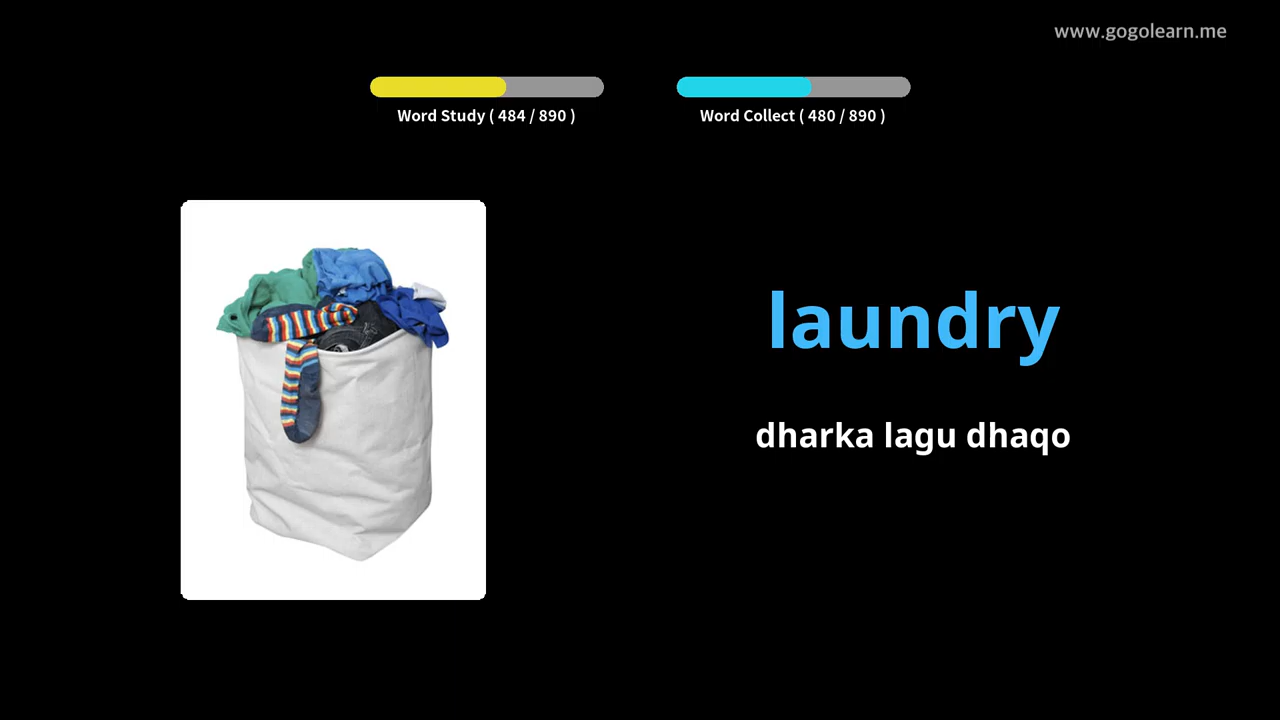 www.gogolearn.me
Word Study ( 484 / 890 )
Word Collect ( 480 / 890 )
laundry
dharka lagu dhaqo